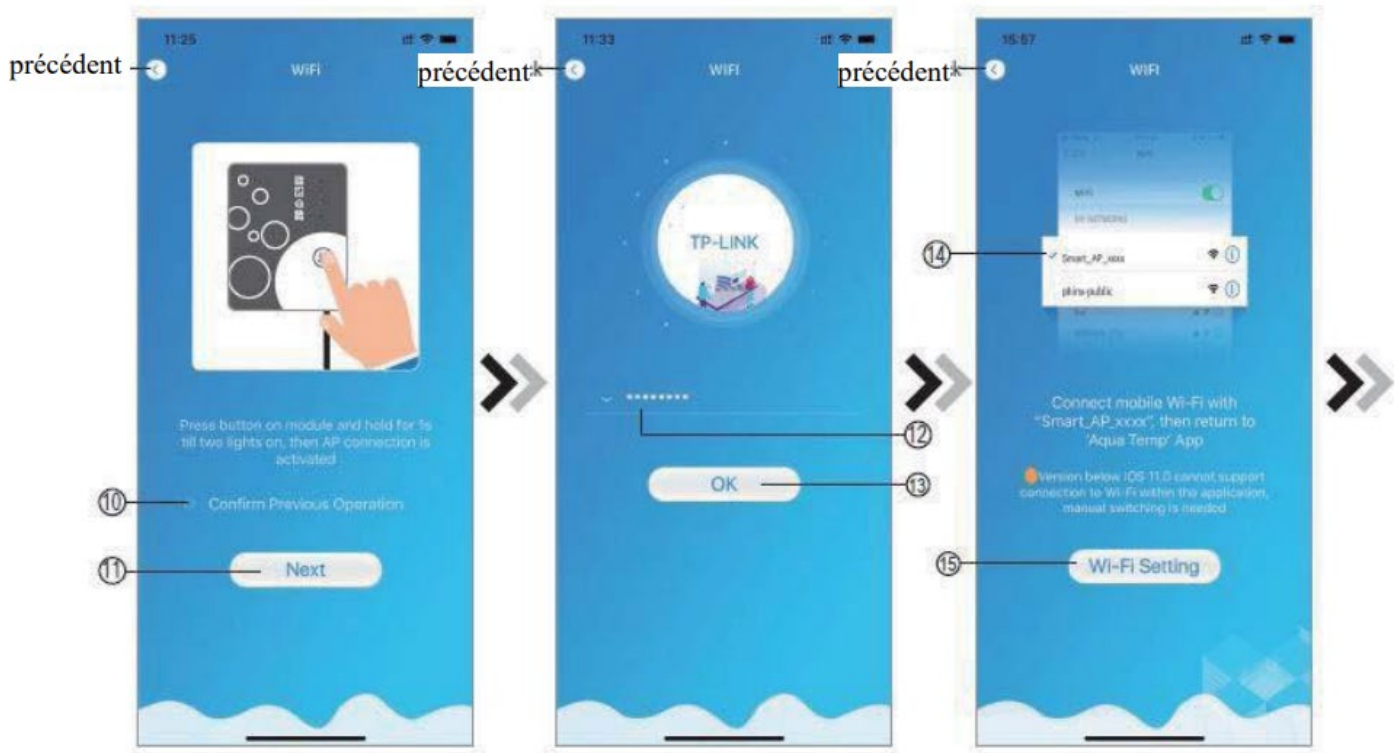 précédent
11:25
WIFI
Press button on module and hold for 1s
till two lights on, then AP connection is
activated
⑩
Confirm Previous Operation
⑪
Next
précédent
11:33
WIFI
TP-LINK
••••••••
⑫
OK
⑬
précédent
15:57
WIFI
WiFi
⑭
Smart_AP_xxxx
phnix-public
Connect mobile Wi-Fi with
"Smart_AP_xxxx", then return to
'Aqua Temp' App
Version below IOS 11.0 cannot support
connection to Wi-Fi within the application,
manual switching is needed
⑮
Wi-Fi Setting